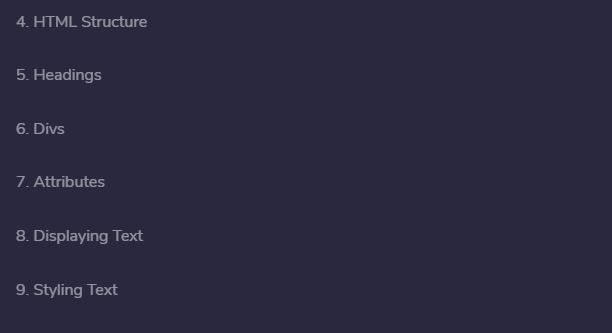 4. HTML Structure
5. Headings
6. Divs
7. Attributes
8. Displaying Text
9. Styling Text